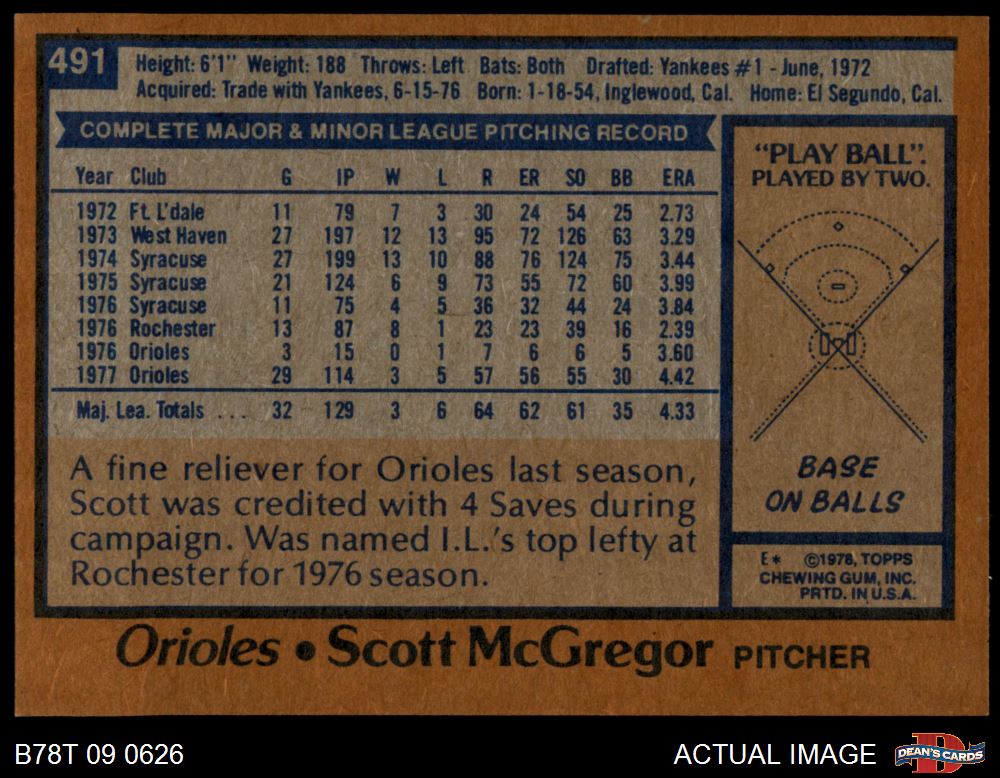 491
Height: 6'1" Weight: 188 Throws: Left Bats: Both Drafted: Yankees #1 - June, 1972
Acquired: Trade with Yankees, 6-15-76 Born: 1-18-54, Inglewood, Cal. Home: El Segundo, Cal.
COMPLETE MAJOR & MINOR LEAGUE PITCHING RECORD
Year Club G IP W L R ER SO BB ERA
1972 Ft. L'dale 11 79 7 3 30 24 54 25 2.73
1973 West Haven 27 197 12 13 95 72 126 63 3.29
1974 Syracuse 27 199 13 10 88 76 124 75 3.44
1975 Syracuse 21 124 6 9 73 55 72 60 3.99
1976 Syracuse 11 75 4 5 36 32 44 24 3.84
1976 Rochester 13 87 8 1 23 23 39 16 2.39
1976 Orioles 3 15 0 1 7 6 6 5 3.60
1977 Orioles 29 114 3 5 57 56 55 30 4.42
Maj. Lea. Totals ... 32 129 3 6 64 62 61 35 4.33
A fine reliever for Orioles last season,
Scott was credited with 4 Saves during
campaign. Was named I.L.'s top lefty at
Rochester for 1976 season.
"PLAY BALL".
PLAYED BY TWO.
BASE
ON BALLS
E* ©1978, TOPPS
CHEWING GUM, INC.
PRTD. IN U.S.A.
Orioles • Scott McGregor PITCHER
B78T 09 0626
ACTUAL IMAGE
D
DEAN'S CARDS